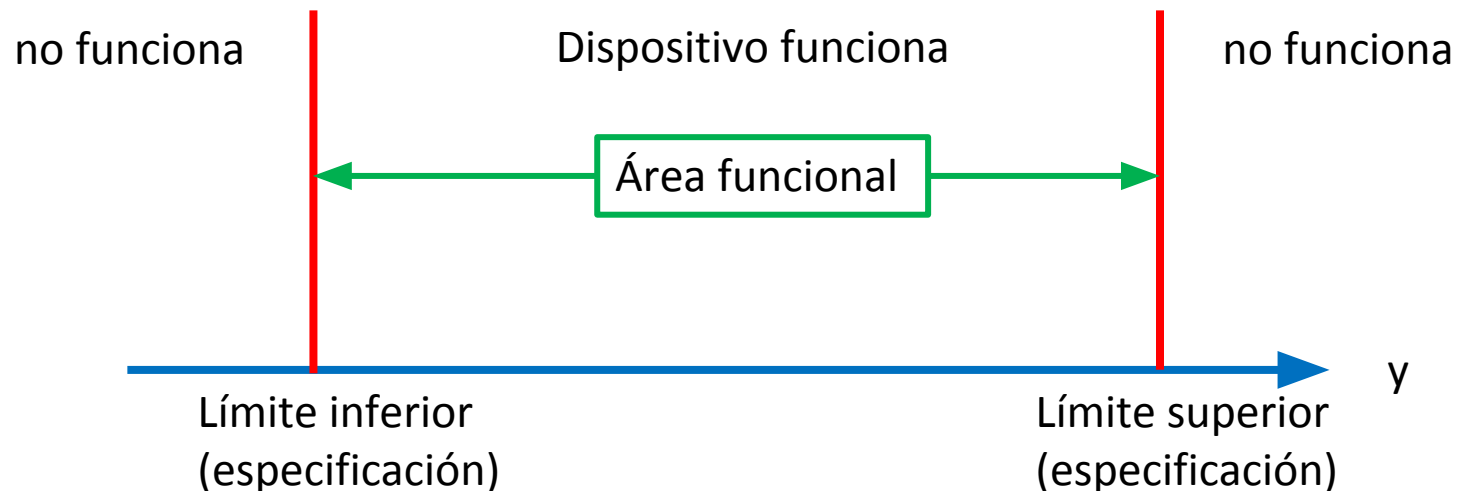 no funciona
Dispositivo funciona
no funciona
Área funcional
y
Límite inferior
(especificación)
Límite superior
(especificación)